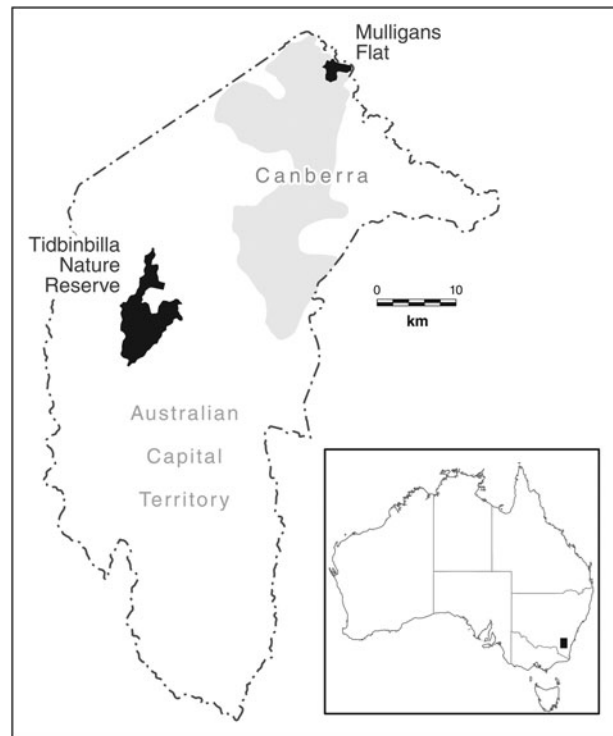 Mulligans
Flat
Canberra
Tidbinbilla
Nature
Reserve
0 10
km
Australian
Capital
Territory